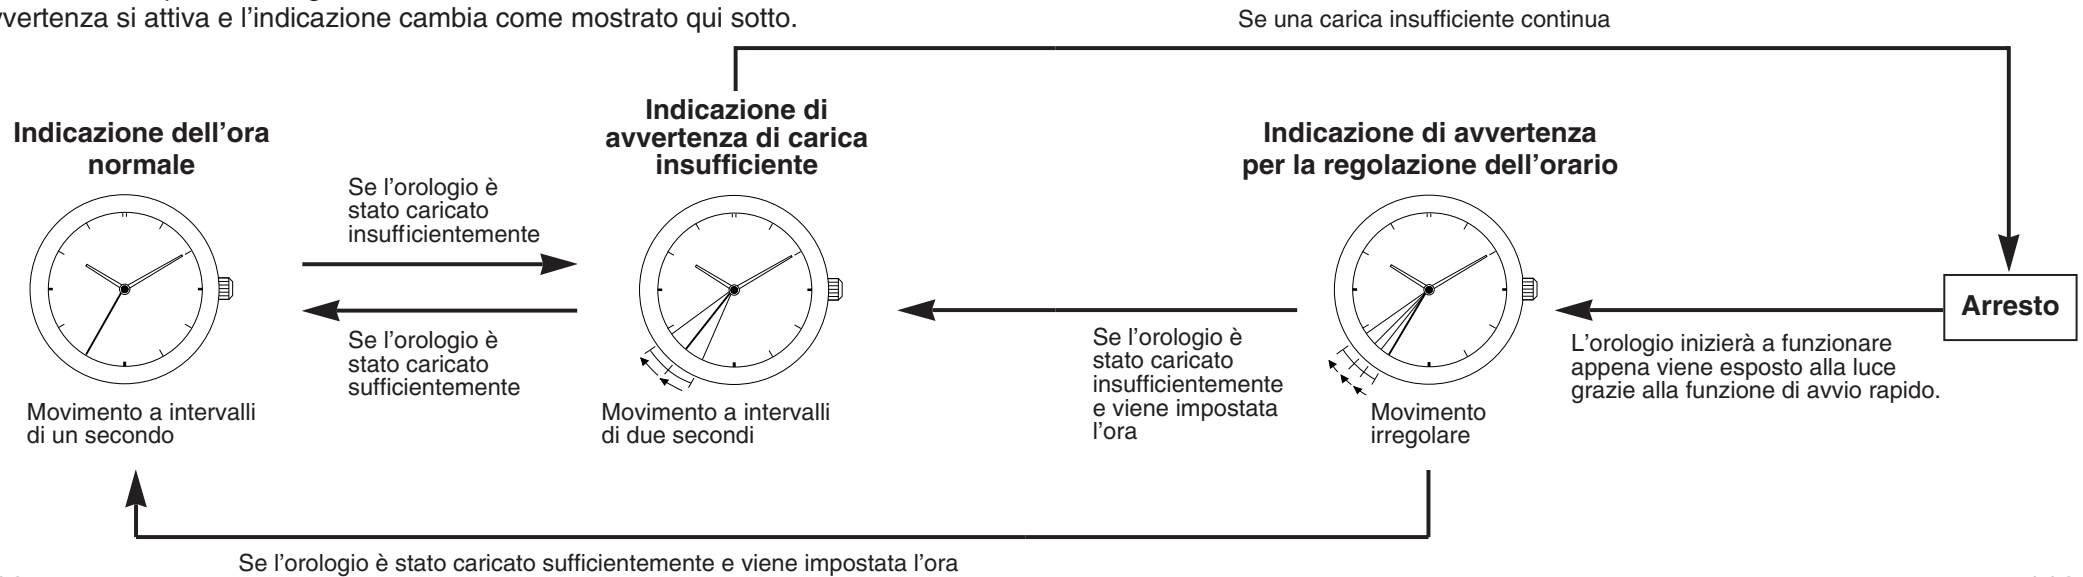 avvertenza si attiva e l'indicazione cambia come mostrato qui sotto.
Se una carica insufficiente continua
Indicazione dell'ora
normale
Se l'orologio è
stato caricato
insufficientemente
Se l'orologio è
stato caricato
sufficientemente
Movimento a intervalli
di un secondo
Indicazione di
avvertenza di carica
insufficiente
Movimento a intervalli
di due secondi
Se l'orologio è
stato caricato
insufficientemente
e viene impostata
l'ora
Indicazione di avvertenza
per la regolazione dell'orario
Movimento
irregolare
Arresto
L'orologio inizierà a funzionare
appena viene esposto alla luce
grazie alla funzione di avvio rapido.
Se l'orologio è stato caricato sufficientemente e viene impostata l'ora